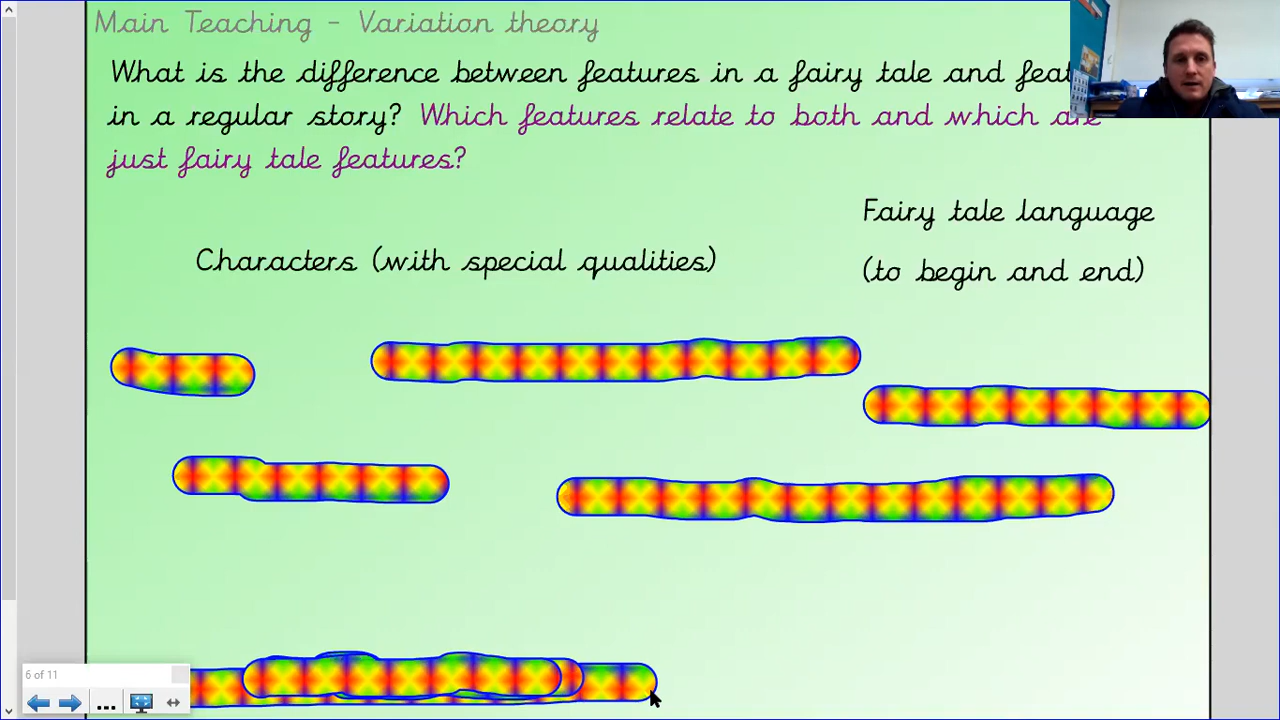 Main Teaching - Variation theory
What is the difference between features in a fairy tale and
in a regular story? Which features relate to both and which are
just fairy tale features?
Fairy tale language
Characters (with special qualities)
(to begin and end)
6 of 11